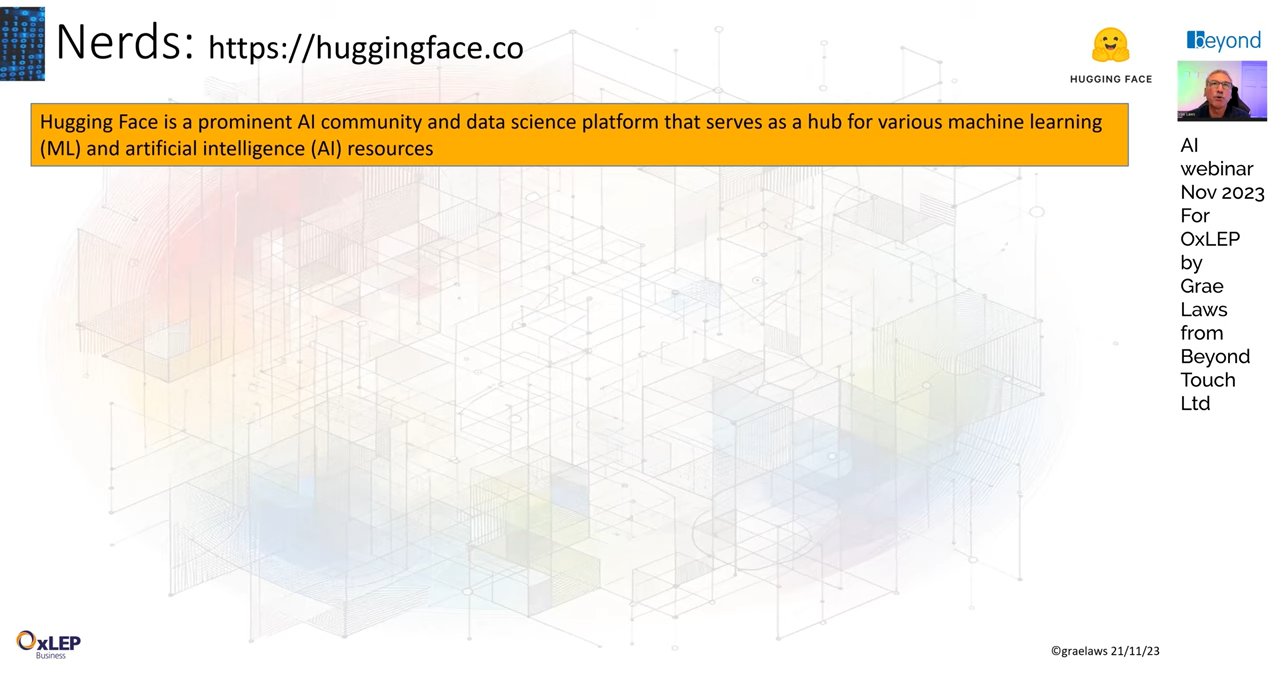 Nerds: https://huggingface.co
HUGGING FACE
beyond
Hugging Face is a prominent AI community and data science platform that serves as a hub for various machine learning
(ML) and artificial intelligence (AI) resources
AI
webinar
Nov 2023
For
OxLEP
by
Grae
Laws
from
Beyond
Touch
Ltd
OxLEP
Business
©graelaws 21/11/23